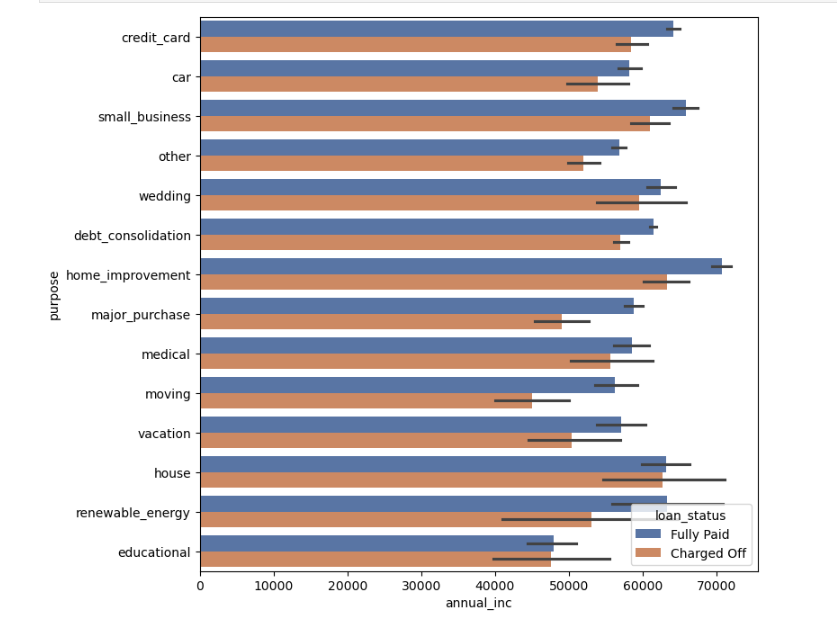 credit_card
car
small_business
other
wedding
debt_consolidation
home_improvement
major_purchase
medical
moving
vacation
house
renewable_energy
educational
purpose
loan_status
Fully Paid
Charged Off
0 10000 20000 30000 40000 50000 60000 70000
annual_inc